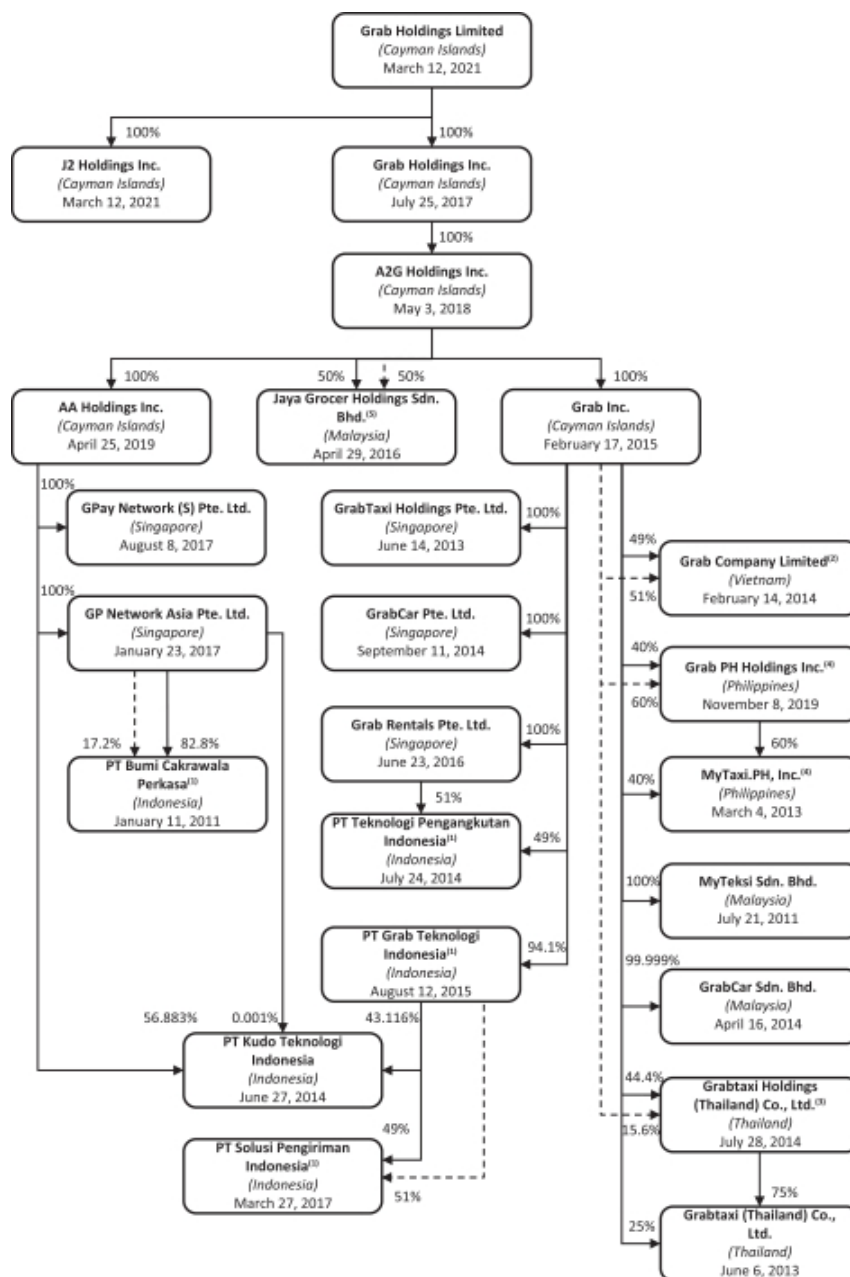 Grab Holdings Limited
(Cayman Islands)
March 12, 2021
100%
100%
J2 Holdings Inc.
(Cayman Islands)
March 12, 2021
Grab Holdings Inc.
(Cayman Islands)
July 25, 2017
100%
A2G Holdings Inc.
(Cayman Islands)
May 3, 2018
100%
50%
50%
100%
AA Holdings Inc.
(Cayman Islands)
April 25, 2019
Jaya Grocer Holdings Sdn.
Bhd.(5)
(Malaysia)
April 29, 2016
Grab Inc.
(Cayman Islands)
February 17, 2015
100%
GPay Network (S) Pte. Ltd.
(Singapore)
August 8, 2017
GrabTaxi Holdings Pte. Ltd.
(Singapore)
June 14, 2013
100%
49%
Grab Company Limited(2)
(Vietnam)
February 14, 2014
51%
100%
GP Network Asia Pte. Ltd.
(Singapore)
January 23, 2017
GrabCar Pte. Ltd.
(Singapore)
September 11, 2014
100%
40%
Grab PH Holdings Inc.(4)
(Philippines)
November 8, 2019
60%
17.2%
82.8%
PT Bumi Cakrawala
Perkasa(1)
(Indonesia)
January 11, 2011
Grab Rentals Pte. Ltd.
(Singapore)
June 23, 2016
100%
60%
40%
MyTaxi.PH, Inc.(4)
(Philippines)
March 4, 2013
51%
PT Teknologi Pengangkutan
Indonesia(1)
(Indonesia)
July 24, 2014
49%
100%
MyTeksi Sdn. Bhd.
(Malaysia)
July 21, 2011
PT Grab Teknologi
Indonesia(1)
(Indonesia)
August 12, 2015
94.1%
99.999%
GrabCar Sdn. Bhd.
(Malaysia)
April 16, 2014
56.883%
0.001%
43.116%
PT Kudo Teknologi
Indonesia
(Indonesia)
June 27, 2014
44.4%
Grabtaxi Holdings
(Thailand) Co., Ltd.(3)
(Thailand)
July 28, 2014
15.6%
49%
PT Solusi Pengiriman
Indonesia(1)
(Indonesia)
March 27, 2017
51%
75%
25%
Grabtaxi (Thailand) Co.,
Ltd.
(Thailand)
June 6, 2013